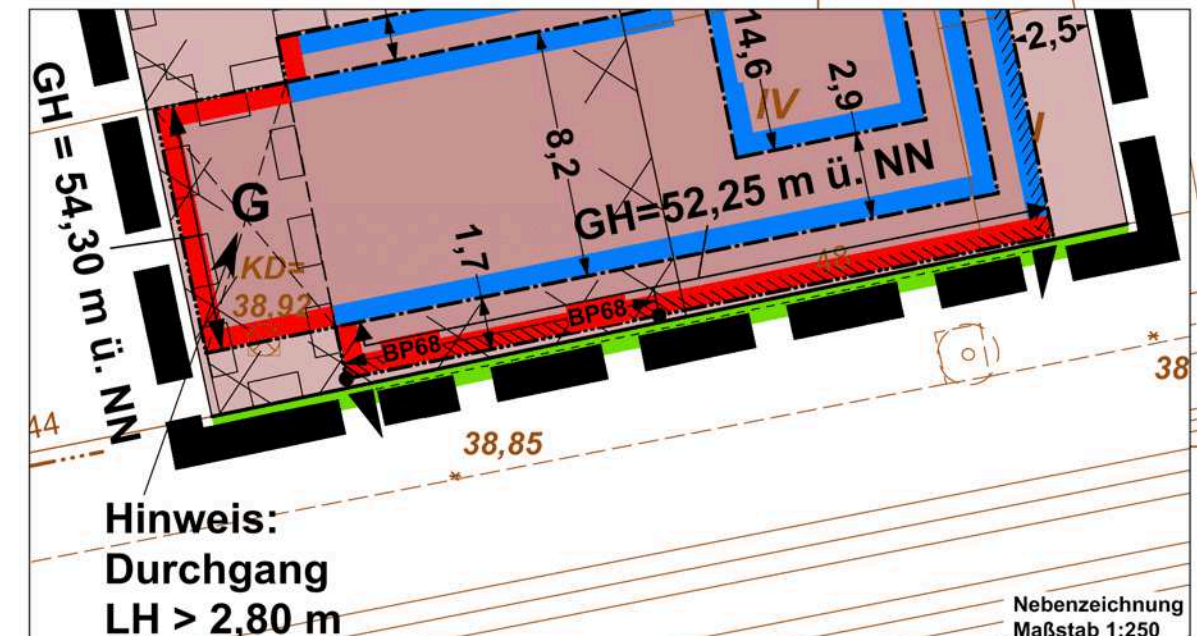 GH = 54,30 m ü. NN
14,6
2,5
IV
2,9
8,2
GH=52,25 m ü. NN
G
1,7
KD=
38,92
48
BP68
BP68
44
38,85
38
Hinweis:
Durchgang
LH > 2,80 m
Nebenzeichnung
Maßstab 1:250